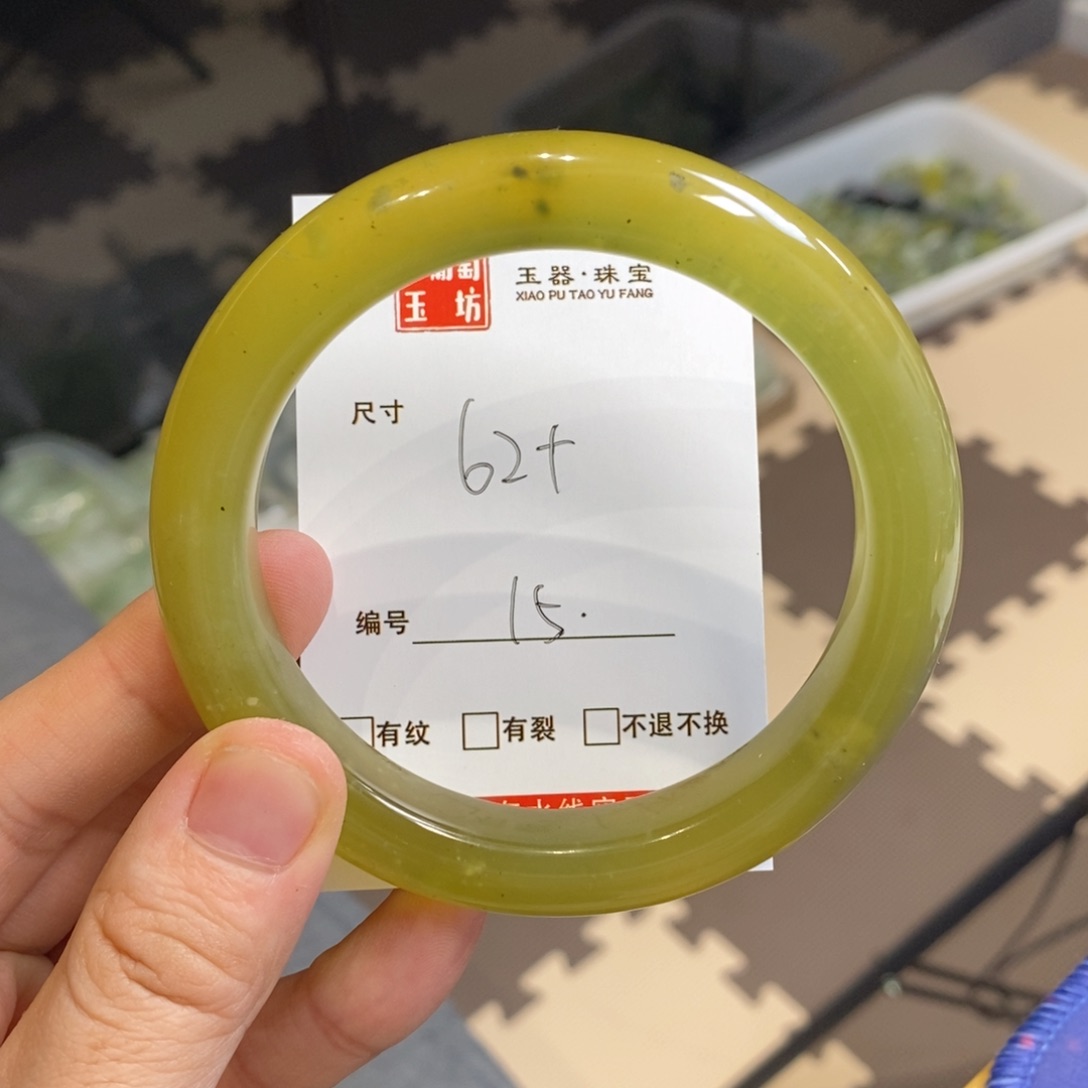 玉坊
玉器·珠宝
XIAO PU TAO YU FANG
尺寸
62+
编号 15.
有纹 有裂 不退不换